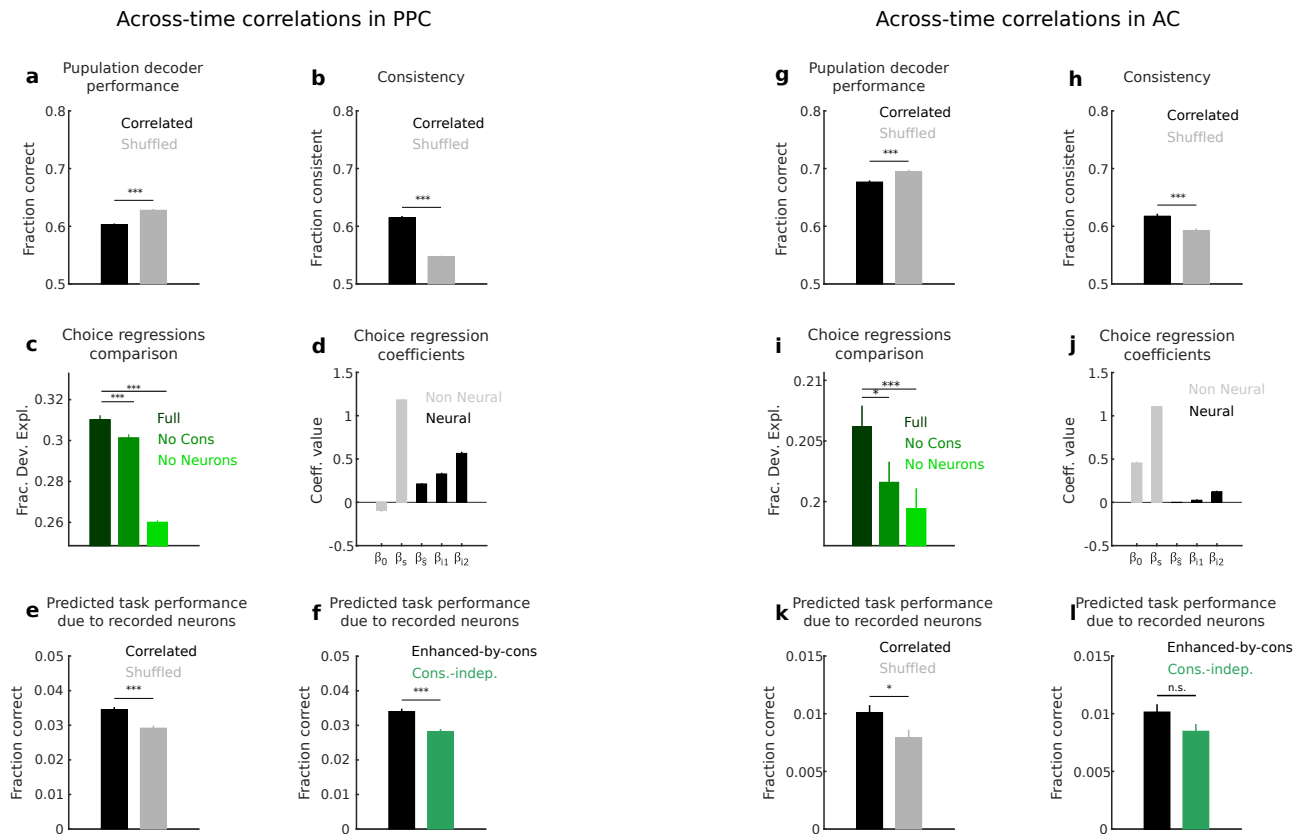 Across-time correlations in PPC
Across-time correlations in AC
a
Pupulation decoder
performance
Correlated
Shuffled
***
Fraction correct
0.8
0.7
0.6
0.5
b
Consistency
Correlated
Shuffled
***
Fraction consistent
0.8
0.7
0.6
0.5
g
Pupulation decoder
performance
Correlated
Shuffled
***
Fraction correct
0.8
0.7
0.6
0.5
h
Consistency
Correlated
Shuffled
***
Fraction consistent
0.8
0.7
0.6
0.5
c
Choice regressions
comparison
***
***
Full
No Cons
No Neurons
Frac. Dev. Expl.
0.32
0.3
0.28
0.26
d
Choice regression
coefficients
Non Neural
Neural
Coeff. value
1.5
1
0.5
0
-0.5
β0 βs βŝ βi1 βi2
i
Choice regressions
comparison
***
*
Full
No Cons
No Neurons
Frac. Dev. Expl.
0.21
0.205
0.2
j
Choice regression
coefficients
Non Neural
Neural
Coeff. value
1.5
1
0.5
0
-0.5
β0 βs βŝ βi1 βi2
e
Predicted task performance
due to recorded neurons
Correlated
Shuffled
***
Fraction correct
0.05
0.04
0.03
0.02
0.01
0
f
Predicted task performance
due to recorded neurons
Enhanced-by-cons
Cons.-indep.
***
Fraction correct
0.05
0.04
0.03
0.02
0.01
0
k
Predicted task performance
due to recorded neurons
Correlated
Shuffled
*
Fraction correct
0.015
0.01
0.005
0
l
Predicted task performance
due to recorded neurons
Enhanced-by-cons
Cons.-indep.
n.s.
Fraction correct
0.015
0.01
0.005
0